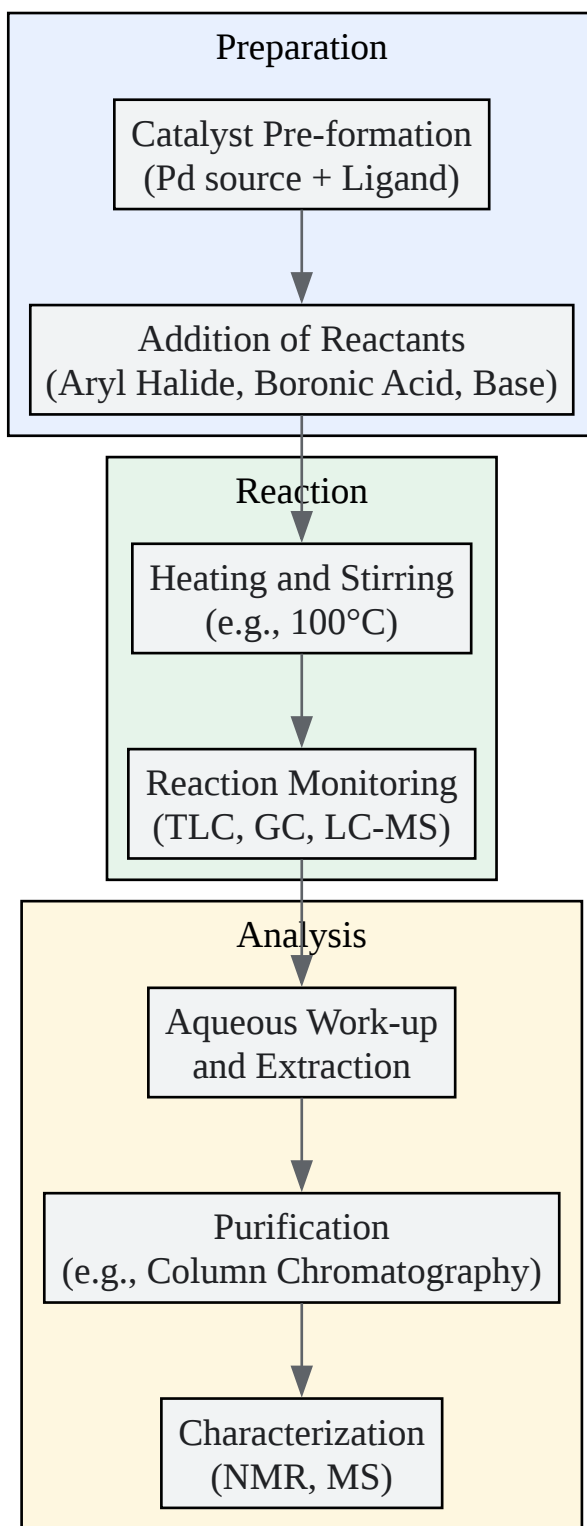 Preparation
Catalyst Pre-formation
(Pd source + Ligand)
Addition of Reactants
(Aryl Halide, Boronic Acid, Base)
Reaction
Heating and Stirring
(e.g., 100°C)
Reaction Monitoring
(TLC, GC, LC-MS)
Analysis
Aqueous Work-up
and Extraction
Purification
(e.g., Column Chromatography)
Characterization
(NMR, MS)